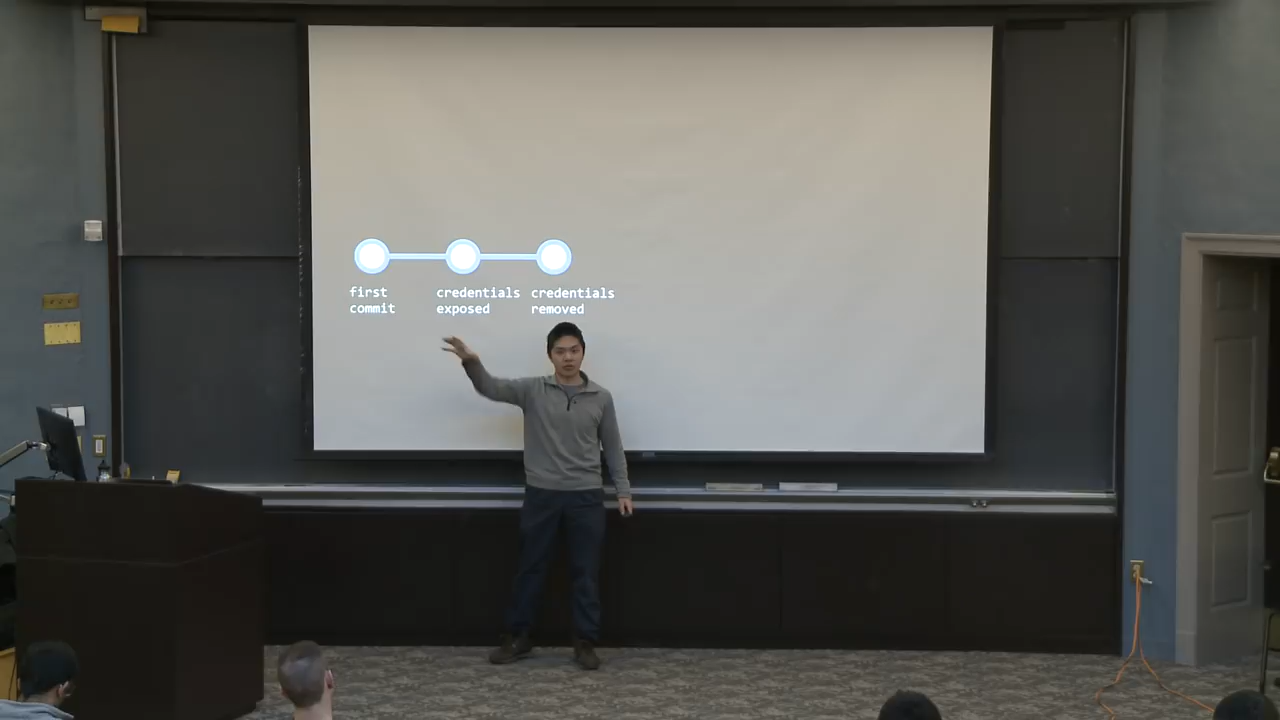 first
commit
credentials
exposed
credentials
removed